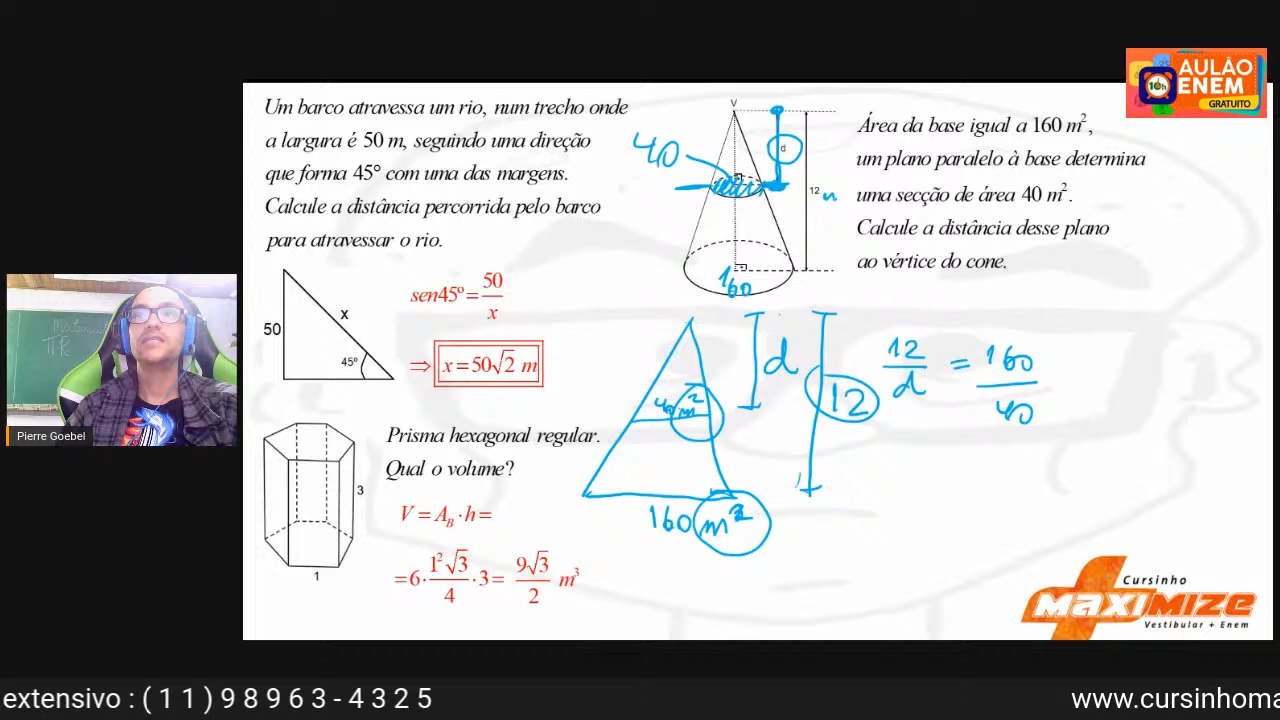 AULÃO
ENEM
GRATUITO
10h
Um barco atravessa um rio, num trecho onde
a largura é 50 m, seguindo uma direção
que forma 45° com uma das margens.
Calcule a distância percorrida pelo barco
para atravessar o rio.
50
x
45º
sen45º = 50/x
⇒ x = 50√2 m
Prisma hexagonal regular.
Qual o volume?
V = A_B · h =
= 6 · 1²√3/4 · 3 = 9√3/2 m³
3
1
V
40
d
12 m
160
Área da base igual a 160 m²,
um plano paralelo à base determina
uma secção de área 40 m².
Calcule a distância desse plano
ao vértice do cone.
40 m²
160 m²
d
12
12/d = 160/40
Pierre Goebel
Cursinho
MAXIMIZE
Vestibular + Enem
extensivo : ( 1 1 ) 9 8 9 6 3 - 4 3 2 5
www.cursinhoma